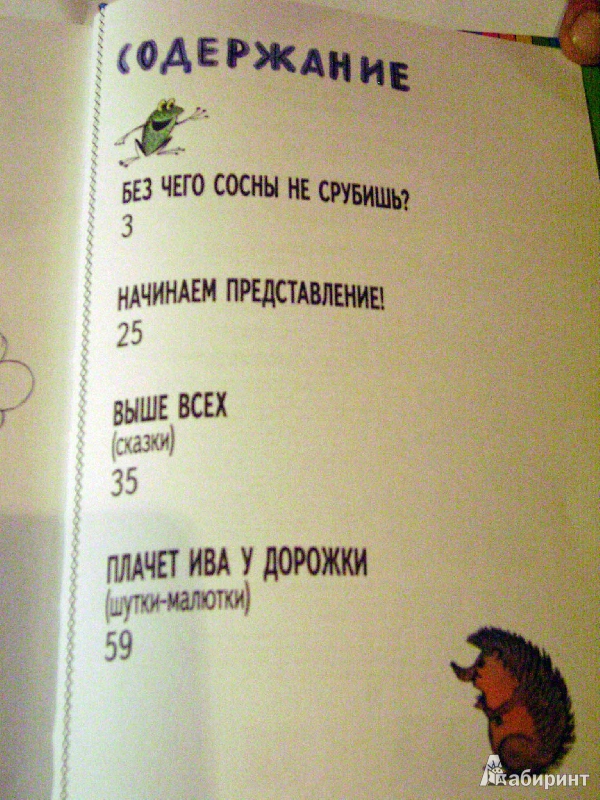 СОДЕРЖАНИЕ
БЕЗ ЧЕГО СОСНЫ НЕ СРУБИШЬ?
3
НАЧИНАЕМ ПРЕДСТАВЛЕНИЕ!
25
ВЫШЕ ВСЕХ
(сказки)
35
ПЛАЧЕТ ИВА У ДОРОЖКИ
(шутки-малютки)
59
Лабиринт